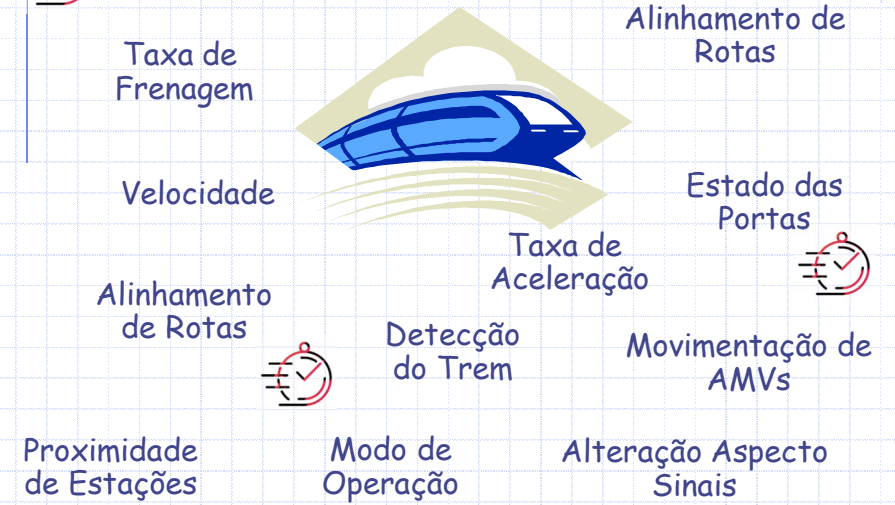 Alinhamento de
Rotas
Taxa de
Frenagem
Velocidade
Estado das
Portas
Taxa de
Aceleração
Alinhamento
de Rotas
Detecção
do Trem
Movimentação de
AMVs
Proximidade
de Estações
Modo de
Operação
Alteração Aspecto
Sinais